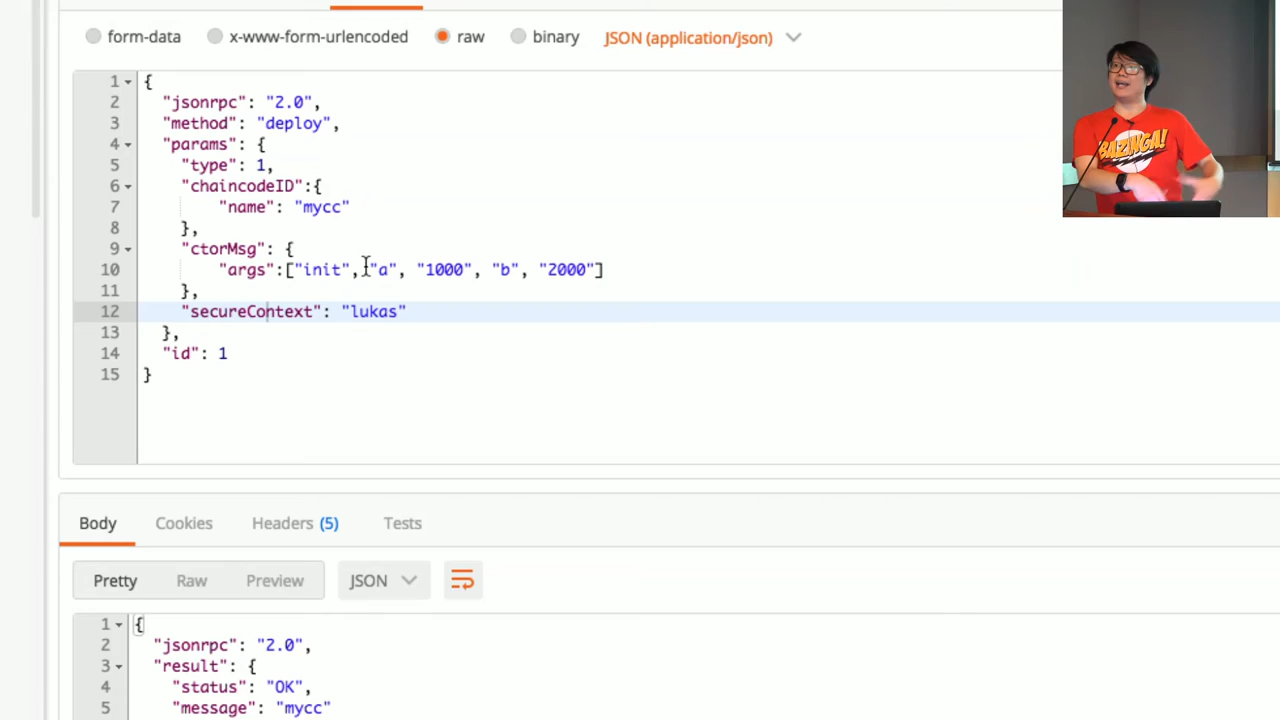 form-data x-www-form-urlencoded raw binary JSON (application/json)
1 {
2 "jsonrpc": "2.0",
3 "method": "deploy",
4 "params": {
5 "type": 1,
6 "chaincodeID":{
7 "name": "mycc"
8 },
9 "ctorMsg": {
10 "args":["init", "a", "1000", "b", "2000"]
11 },
12 "secureContext": "lukas"
13 },
14 "id": 1
15 }
BAZINGA!
Body Cookies Headers (5) Tests
Pretty Raw Preview JSON
1 {
2 "jsonrpc": "2.0",
3 "result": {
4 "status": "OK",
5 "message": "mycc"